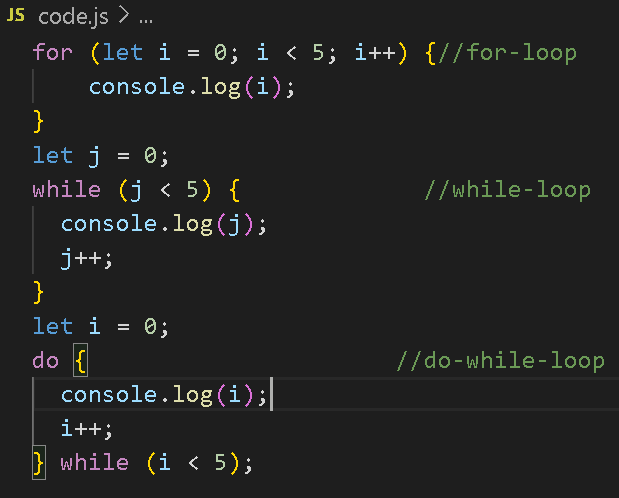 JS code.js > ...
for (let i = 0; i < 5; i++) {//for-loop
    console.log(i);
}
let j = 0;
while (j < 5) {             //while-loop
  console.log(j);
  j++;
}
let i = 0;
do {                      //do-while-loop
  console.log(i);
  i++;
} while (i < 5);